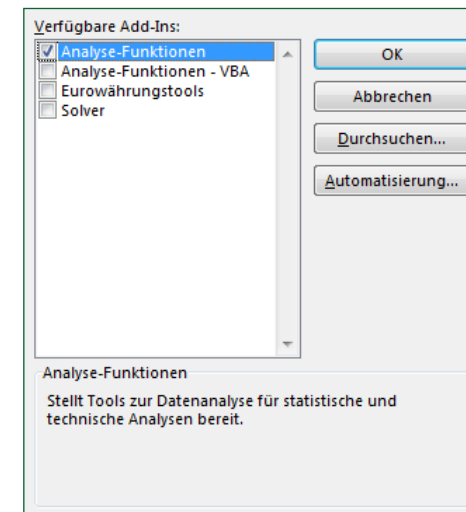 Verfügbare Add-Ins:
Analyse-Funktionen
Analyse-Funktionen - VBA
Eurowährungstools
Solver
OK
Abbrechen
Durchsuchen...
Automatisierung...
Analyse-Funktionen
Stellt Tools zur Datenanalyse für statistische und
technische Analysen bereit.